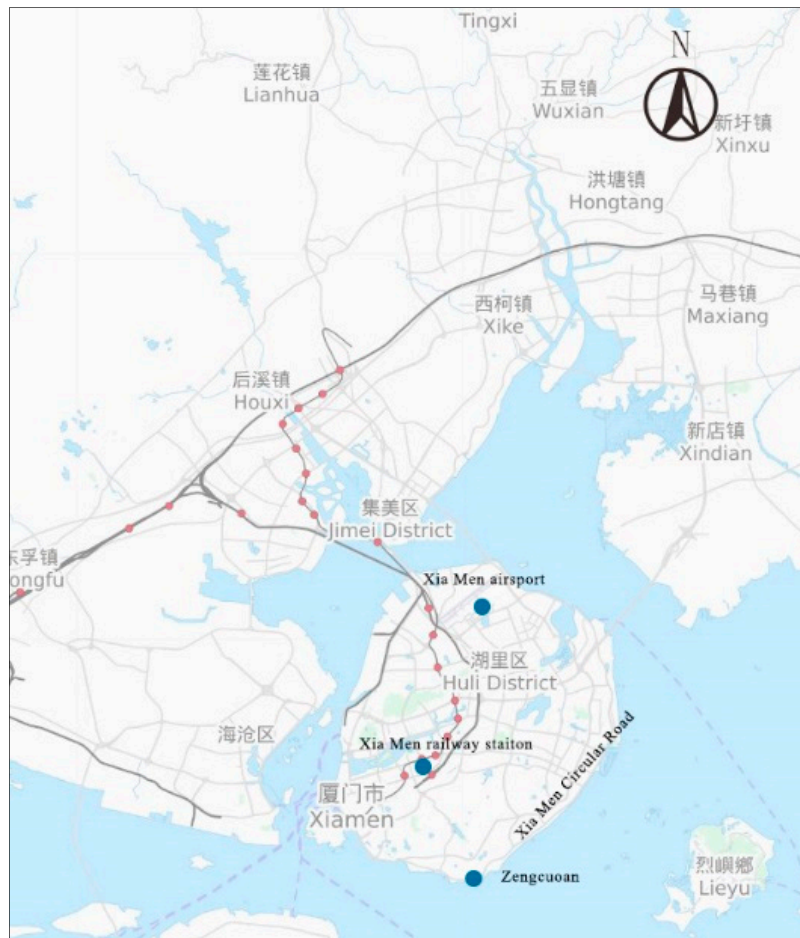 Tingxi
N
莲花镇
Lianhua
五显镇
Wuxian
新圩镇
Xinxu
洪塘镇
Hongtang
西柯镇
Xike
马巷镇
Maxiang
后溪镇
Houxi
新店镇
Xindian
集美区
Jimei District
东孚镇
ongfu
Xia Men airsport
湖里区
Huli District
海沧区
Xia Men railway staiton
Xia Men Circular Road
厦门市
Xiamen
Zengcuoan
烈嶼鄉
Lieyu